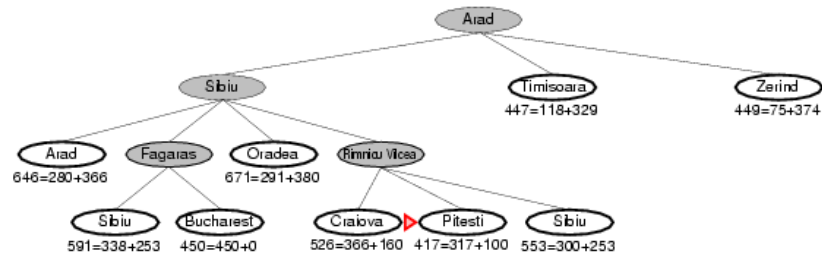 Arad
Sibiu
Timisoara
Zerind
447=118+329
449=75+374
Arad
Fagaras
Oradea
Rimnicu Vilcea
646=280+366
671=291+380
Sibiu
Bucharest
Craiova
Pitesti
Sibiu
591=338+253
450=450+0
526=366+160
417=317+100
553=300+253